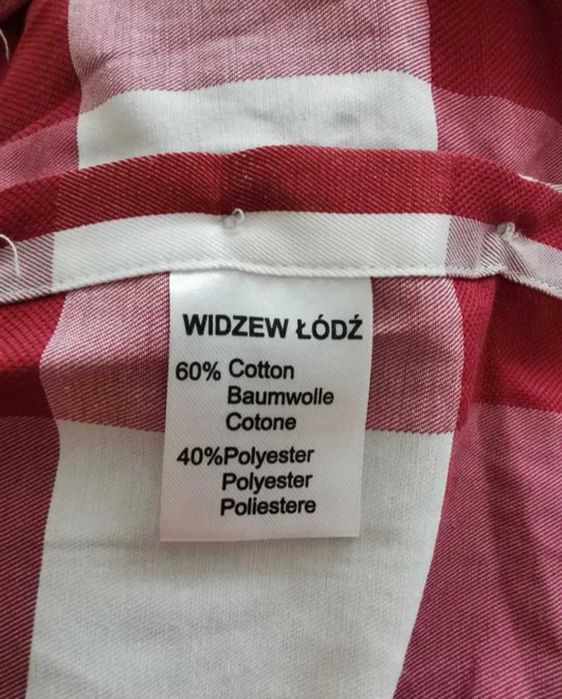 WIDZEW ŁÓDŹ
60% Cotton
Baumwolle
Cotone
40%Polyester
Polyester
Poliestere